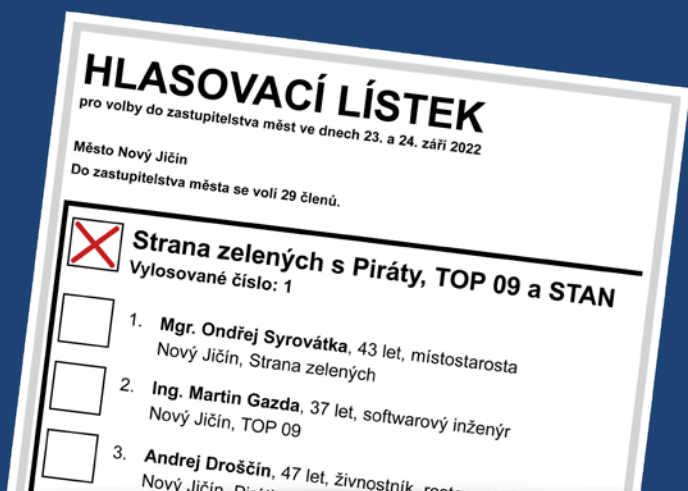 HLASOVACÍ LÍSTEK
pro volby do zastupitelstva měst ve dnech 23. a 24. září 2022
Město Nový Jičín
Do zastupitelstva města se volí 29 členů.
Strana zelených s Piráty, TOP 09 a STAN
Vylosované číslo: 1
1. Mgr. Ondřej Syrovátka, 43 let, místostarosta
Nový Jičín, Strana zelených
2. Ing. Martin Gazda, 37 let, softwarový inženýr
Nový Jičín, TOP 09
3. Andrej Droščín, 47 let, živnostník,
Nový Jičín,